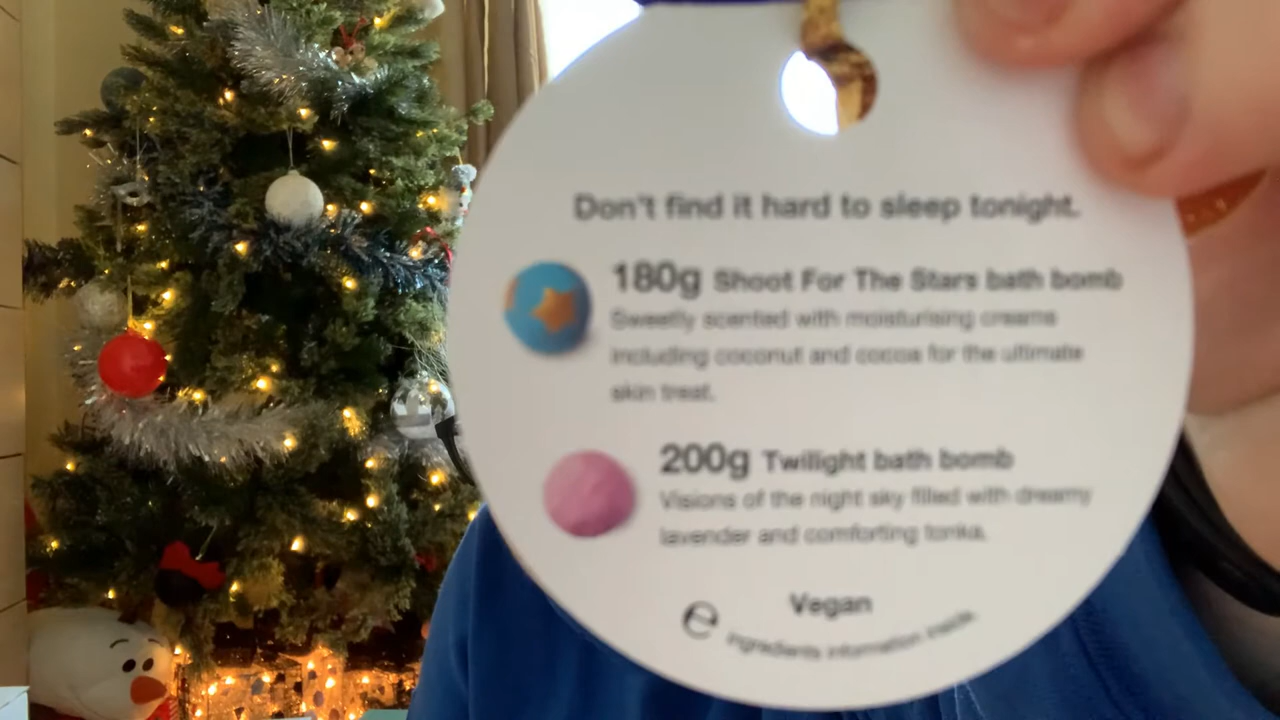 Don't find it hard to sleep tonight.
180g Shoot For The Stars bath bomb
Sweetly scented with moisturising creams
including coconut and cocoa for the ultimate
skin treat.
200g Twilight bath bomb
Visions of the night sky filled with dreamy
lavender and comforting tonka.
Vegan
℮ Ingredients information inside.